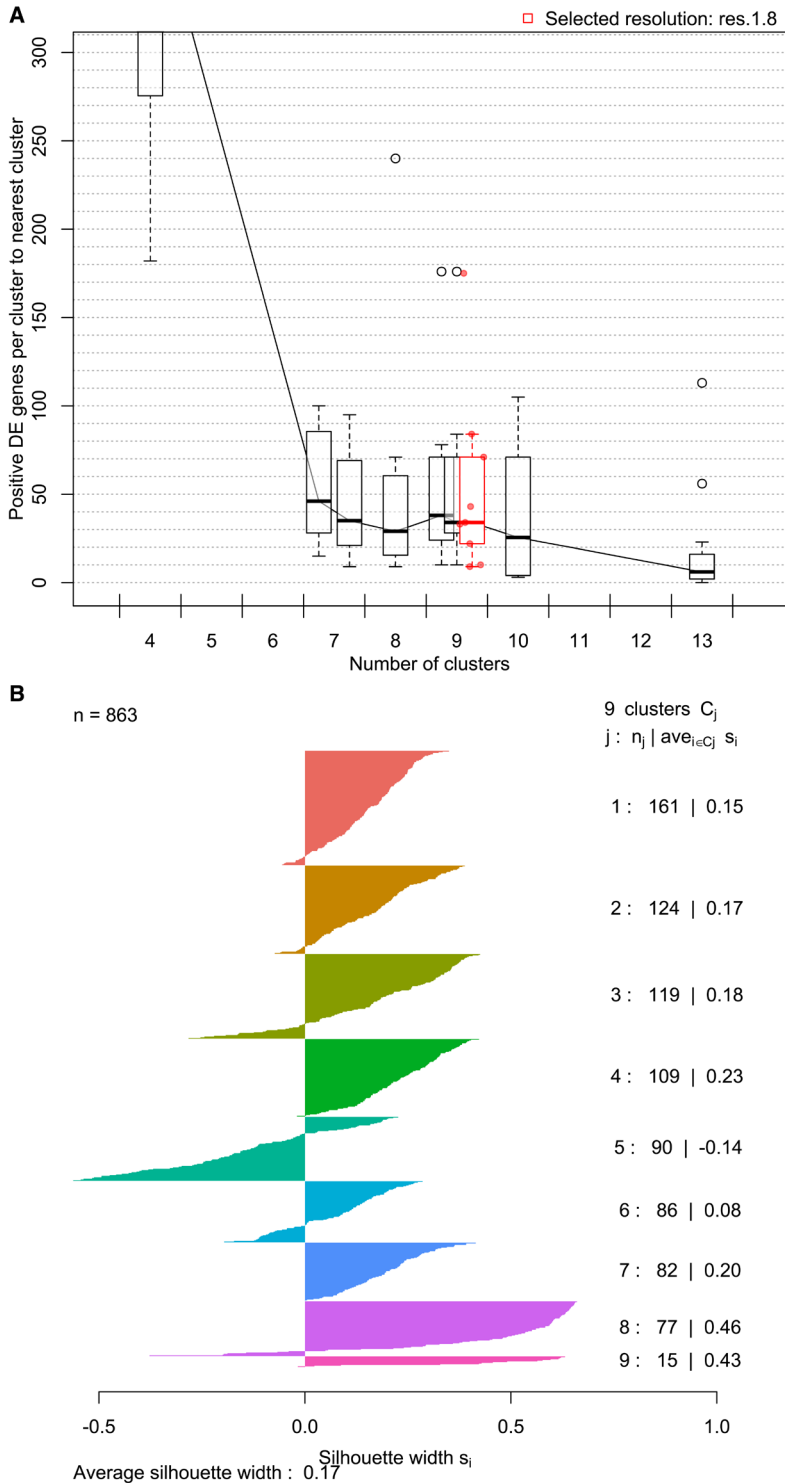 A
Selected resolution: res.1.8
Positive DE genes per cluster to nearest cluster
300
250
200
150
100
50
0
4 5 6 7 8 9 10 11 12 13
Number of clusters
B
n = 863
9 clusters Cj
j : nj | avei∈Cj si
1 : 161 | 0.15
2 : 124 | 0.17
3 : 119 | 0.18
4 : 109 | 0.23
5 : 90 | -0.14
6 : 86 | 0.08
7 : 82 | 0.20
8 : 77 | 0.46
9 : 15 | 0.43
-0.5 0.0 0.5 1.0
Silhouette width si
Average silhouette width : 0.17